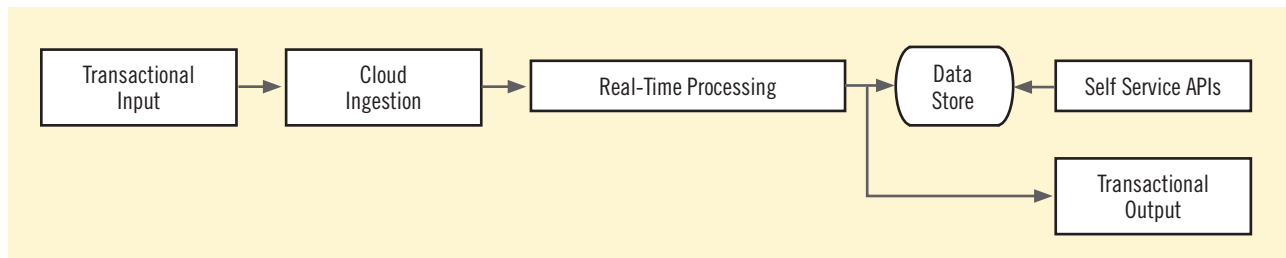 Transactional
Input
Cloud
Ingestion
Real-Time Processing
Data
Store
Self Service APIs
Transactional
Output